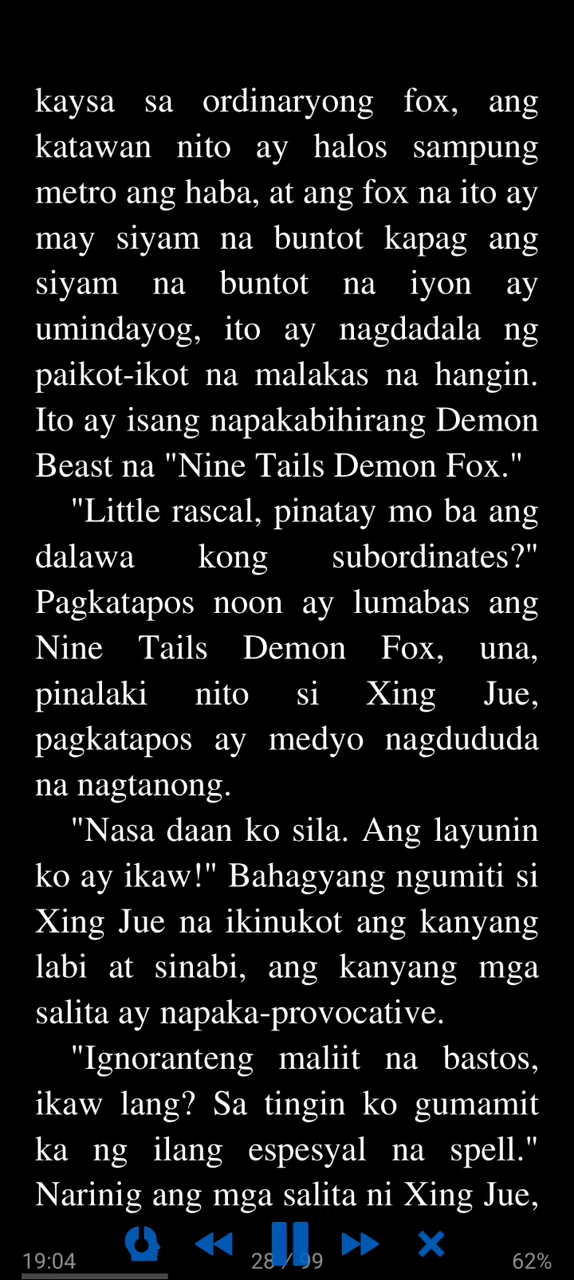 kaysa sa ordinaryong fox, ang
katawan nito ay halos sampung
metro ang haba, at ang fox na ito ay
may siyam na buntot kapag ang
siyam na buntot na iyon ay
umindayog, ito ay nagdadala ng
paikot-ikot na malakas na hangin.
Ito ay isang napakabihirang Demon
Beast na "Nine Tails Demon Fox."
"Little rascal, pinatay mo ba ang
dalawa kong subordinates?"
Pagkatapos noon ay lumabas ang
Nine Tails Demon Fox, una,
pinalaki nito si Xing Jue,
pagkatapos ay medyo nagdududa
na nagtanong.
"Nasa daan ko sila. Ang layunin
ko ay ikaw!" Bahagyang ngumiti si
Xing Jue na ikinukot ang kanyang
labi at sinabi, ang kanyang mga
salita ay napaka-provocative.
"Ignoranteng maliit na bastos,
ikaw lang? Sa tingin ko gumamit
ka ng ilang espesyal na spell."
Narinig ang mga salita ni Xing Jue,
19:04 28 / 99 62%